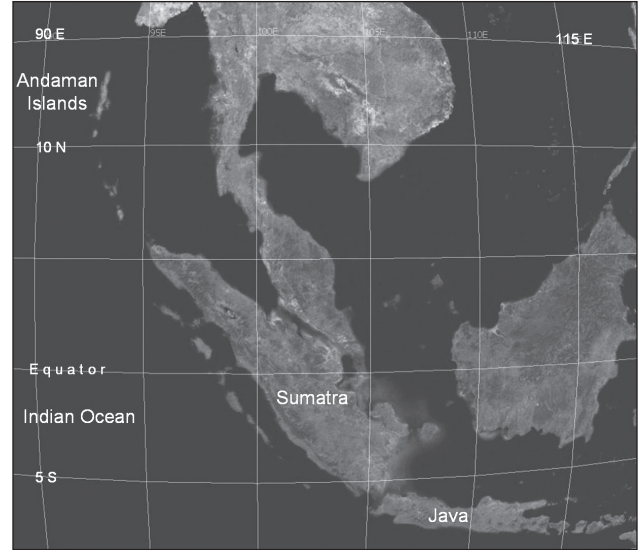 90 E
95E
100E
105E
110E
115 E
Andaman
Islands
10 N
Equator
Sumatra
Indian Ocean
5 S
Java